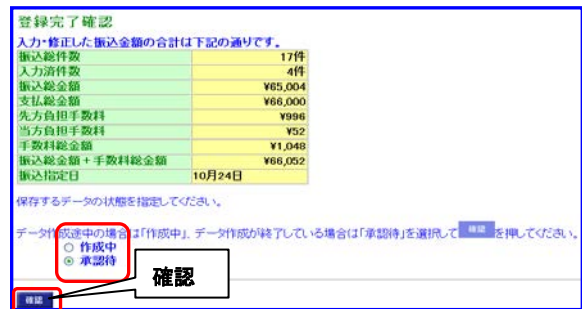 登録完了確認
入力・修正した振込金額の合計は下記の通りです。
振込総件数 17件
入力済件数 4件
振込総金額 ¥65,004
支払総金額 ¥66,000
先方負担手数料 ¥996
当方負担手数料 ¥52
手数料総金額 ¥1,048
振込総金額＋手数料総金額 ¥66,052
振込指定日 10月24日
保存するデータの状態を指定してください。
データ作成途中の場合は「作成中」、データ作成が終了している場合は「承認待」を選択して 確認 を押してください。
作成中
承認待
確認
確認